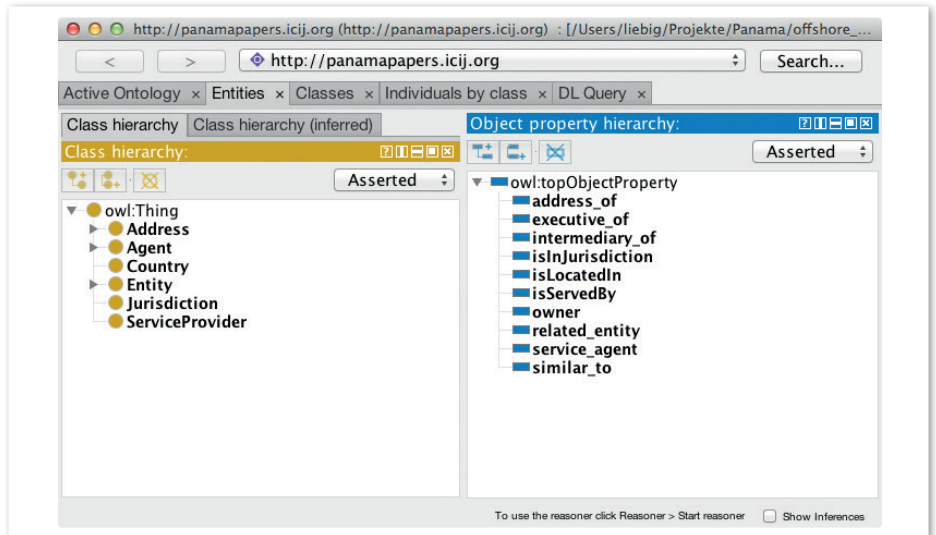 http://panamapapers.icij.org (http://panamapapers.icij.org) : [/Users/liebig/Projekte/Panama/offshore_...
< > http://panamapapers.icij.org Search...
Active Ontology × Entities × Classes × Individuals by class × DL Query ×
Class hierarchy Class hierarchy (inferred)
Class hierarchy:
Asserted
owl:Thing
Address
Agent
Country
Entity
Jurisdiction
ServiceProvider
Object property hierarchy:
Asserted
owl:topObjectProperty
address_of
executive_of
intermediary_of
isInJurisdiction
isLocatedIn
isServedBy
owner
related_entity
service_agent
similar_to
To use the reasoner click Reasoner > Start reasoner Show Inferences